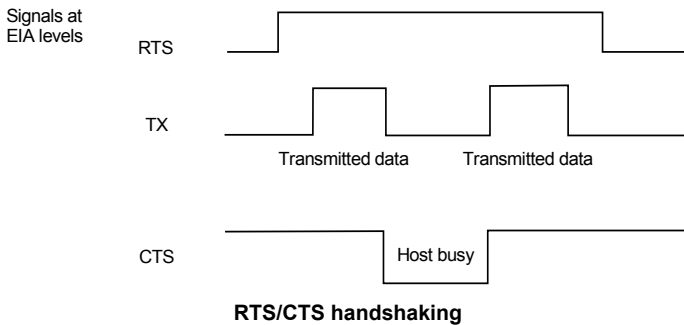 Signals at
EIA levels
RTS
TX
Transmitted data
Transmitted data
CTS
Host busy
RTS/CTS handshaking